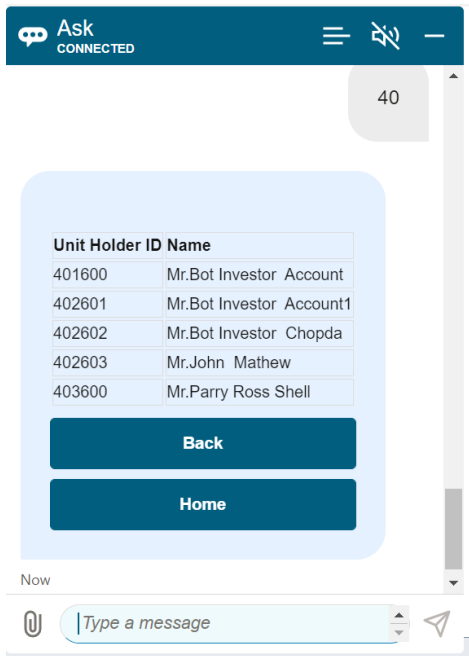 Ask
CONNECTED
40
Unit Holder ID Name
401600 Mr.Bot Investor Account
402601 Mr.Bot Investor Account1
402602 Mr.Bot Investor Chopda
402603 Mr.John Mathew
403600 Mr.Parry Ross Shell
Back
Home
Now
Type a message